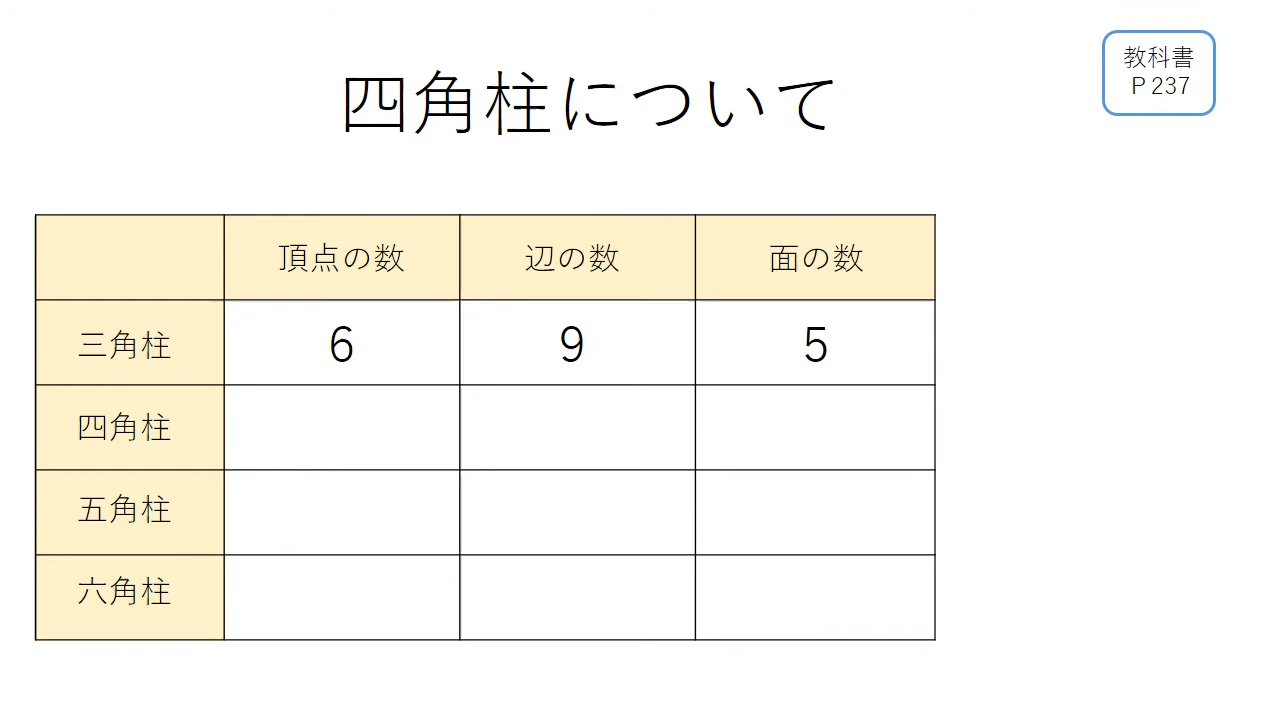 教科書
Ｐ237
四角柱について
頂点の数 辺の数 面の数
三角柱 6 9 5
四角柱
五角柱
六角柱